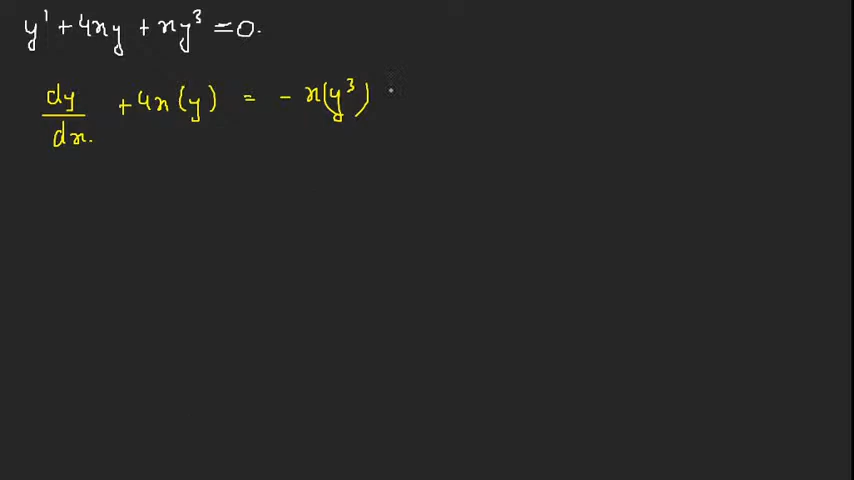 y' + 4xy + xy³ = 0.
dy/dx. + 4x(y) = - x(y³)